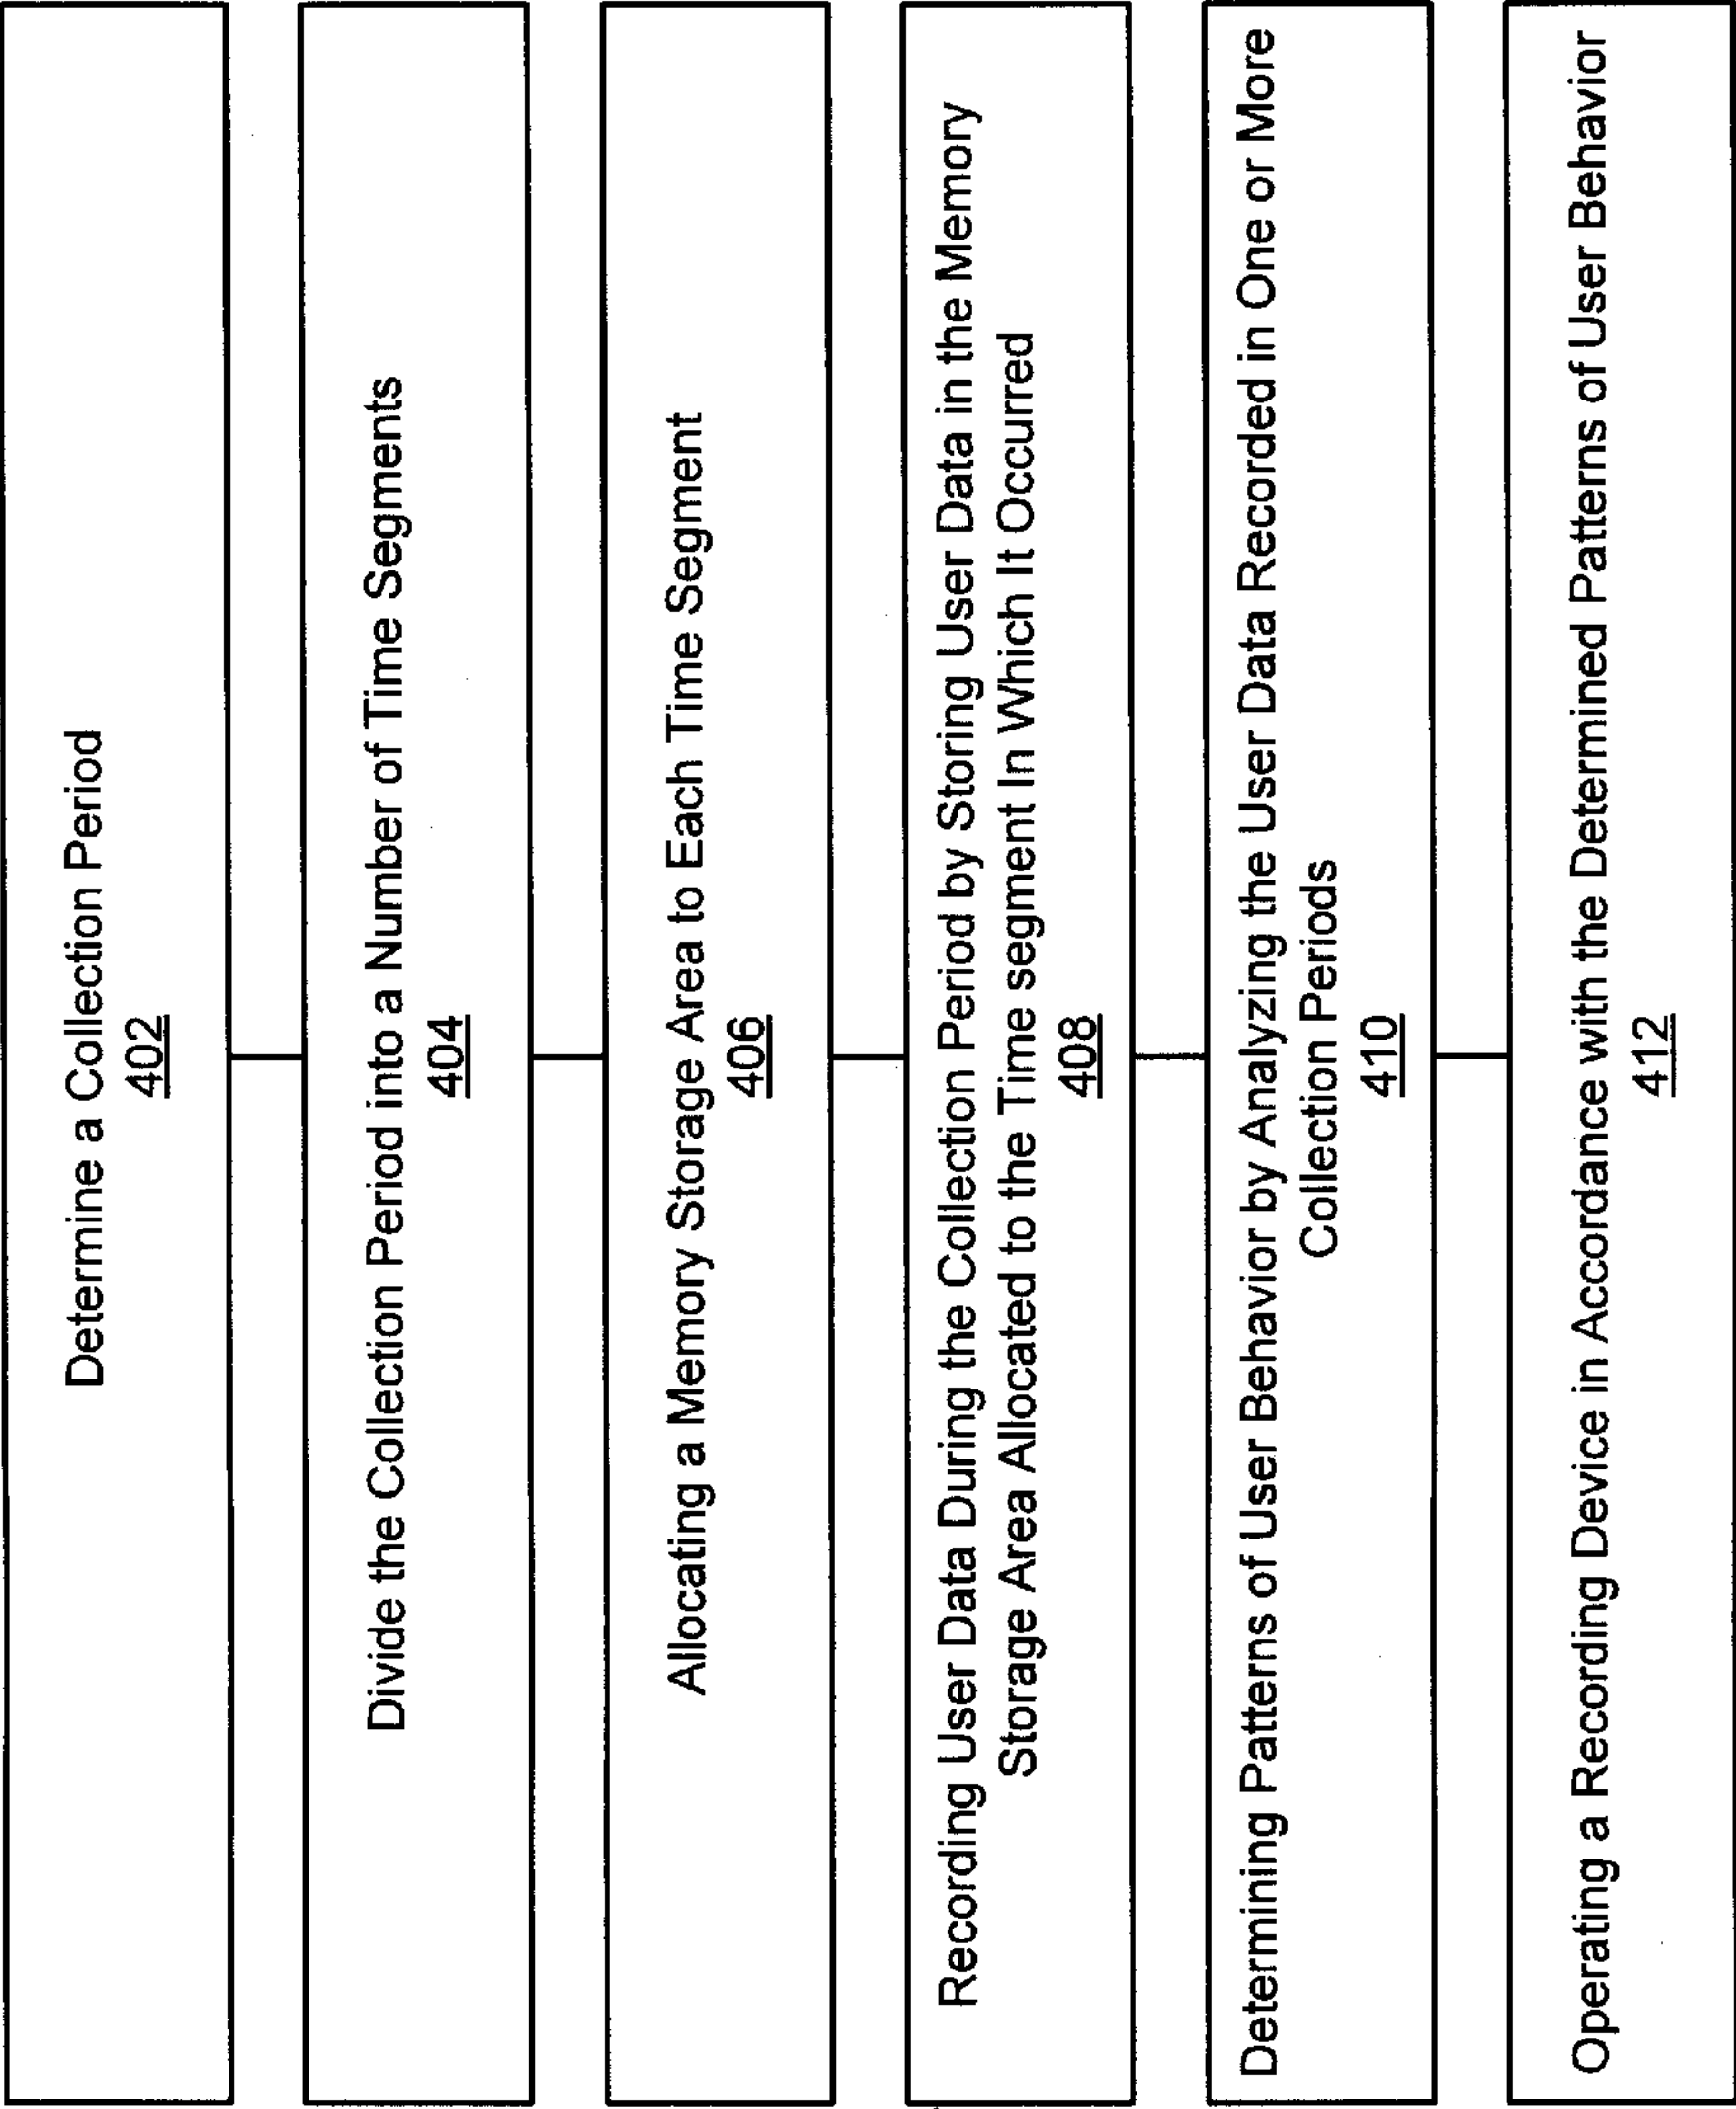 Determine a Collection Period
402
Divide the Collection Period into a Number of Time Segments
404
Allocating a Memory Storage Area to Each Time Segment
406
Recording User Data During the Collection Period by Storing User Data in the Memory
Storage Area Allocated to the Time segment In Which It Occurred
408
Determining Patterns of User Behavior by Analyzing the User Data Recorded in One or More
Collection Periods
410
Operating a Recording Device in Accordance with the Determined Patterns of User Behavior
412